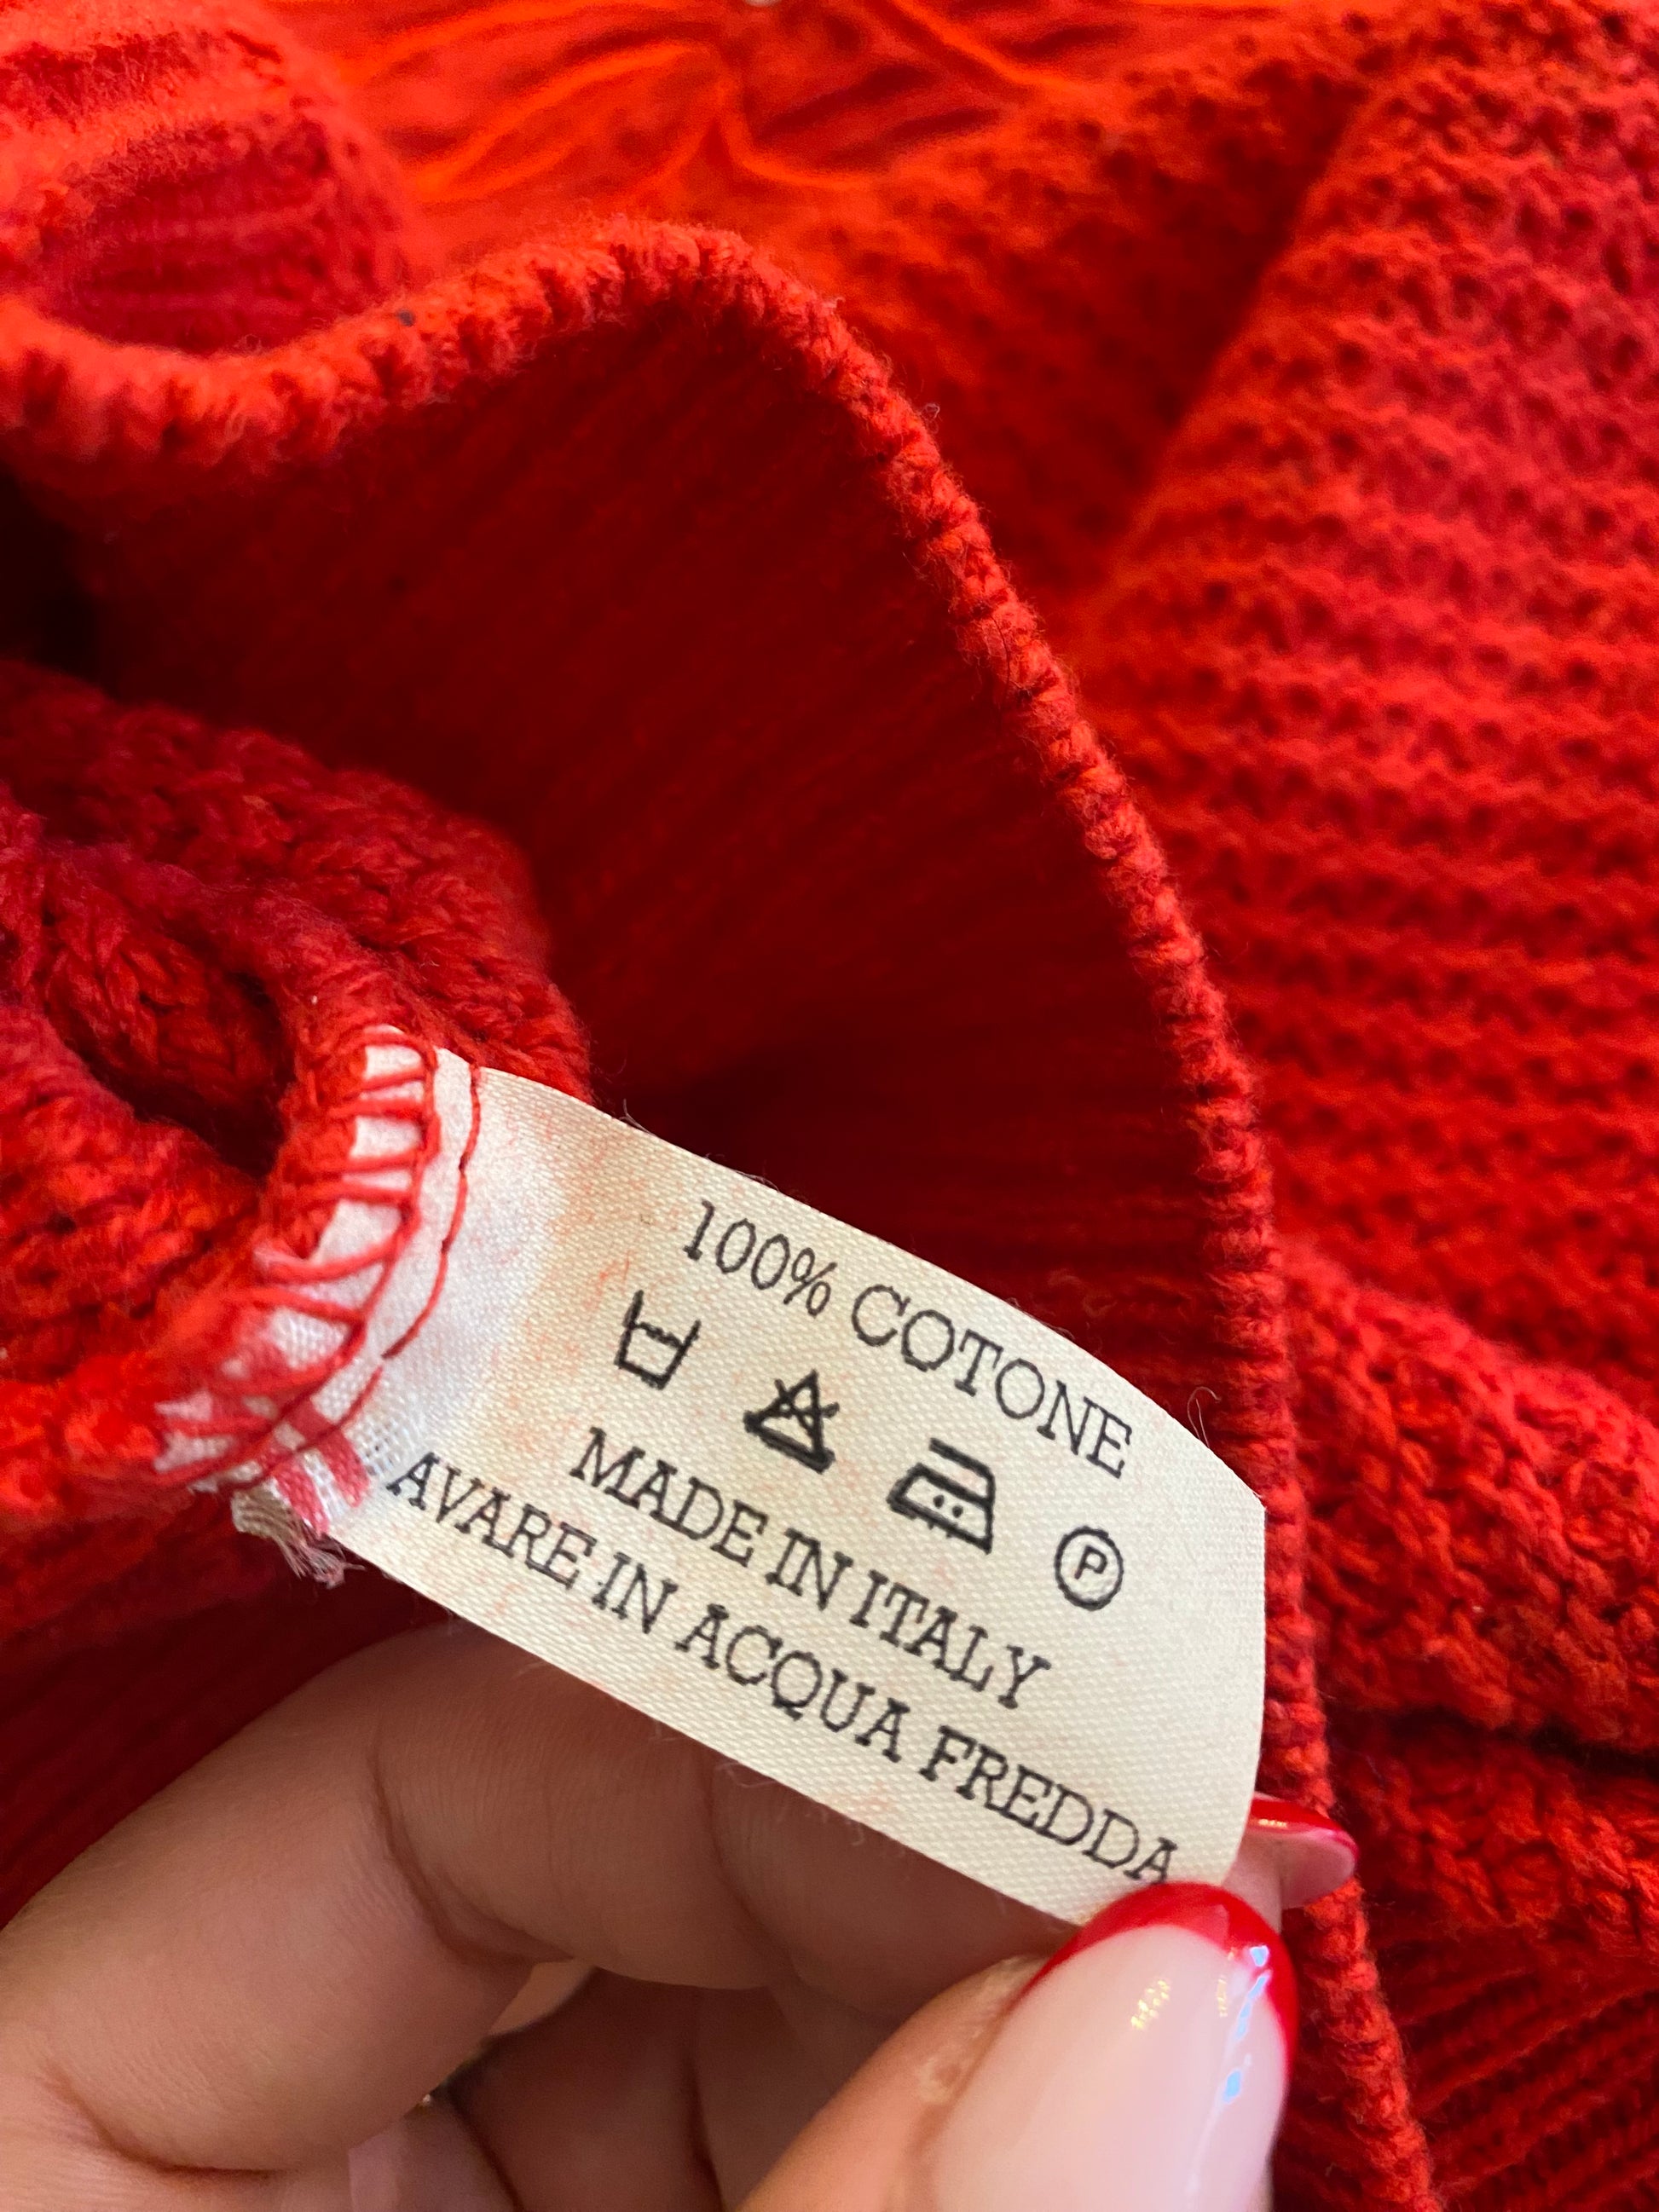 100% COTONE
P
MADE IN ITALY
AVARE IN ACQUA FREDDA